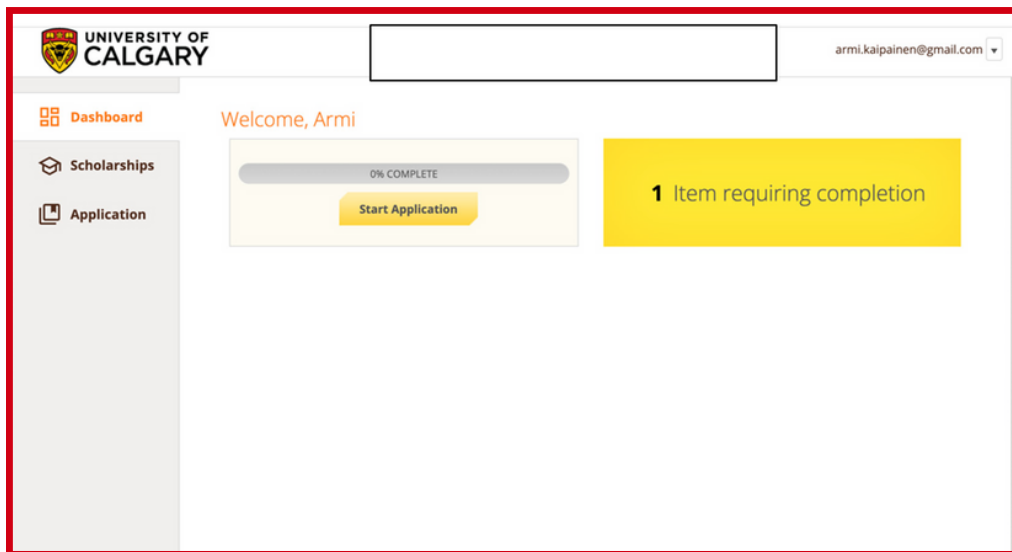 UNIVERSITY OF
CALGARY
armi.kaipainen@gmail.com
Dashboard
Scholarships
Application
Welcome, Armi
0% COMPLETE
Start Application
1 Item requiring completion